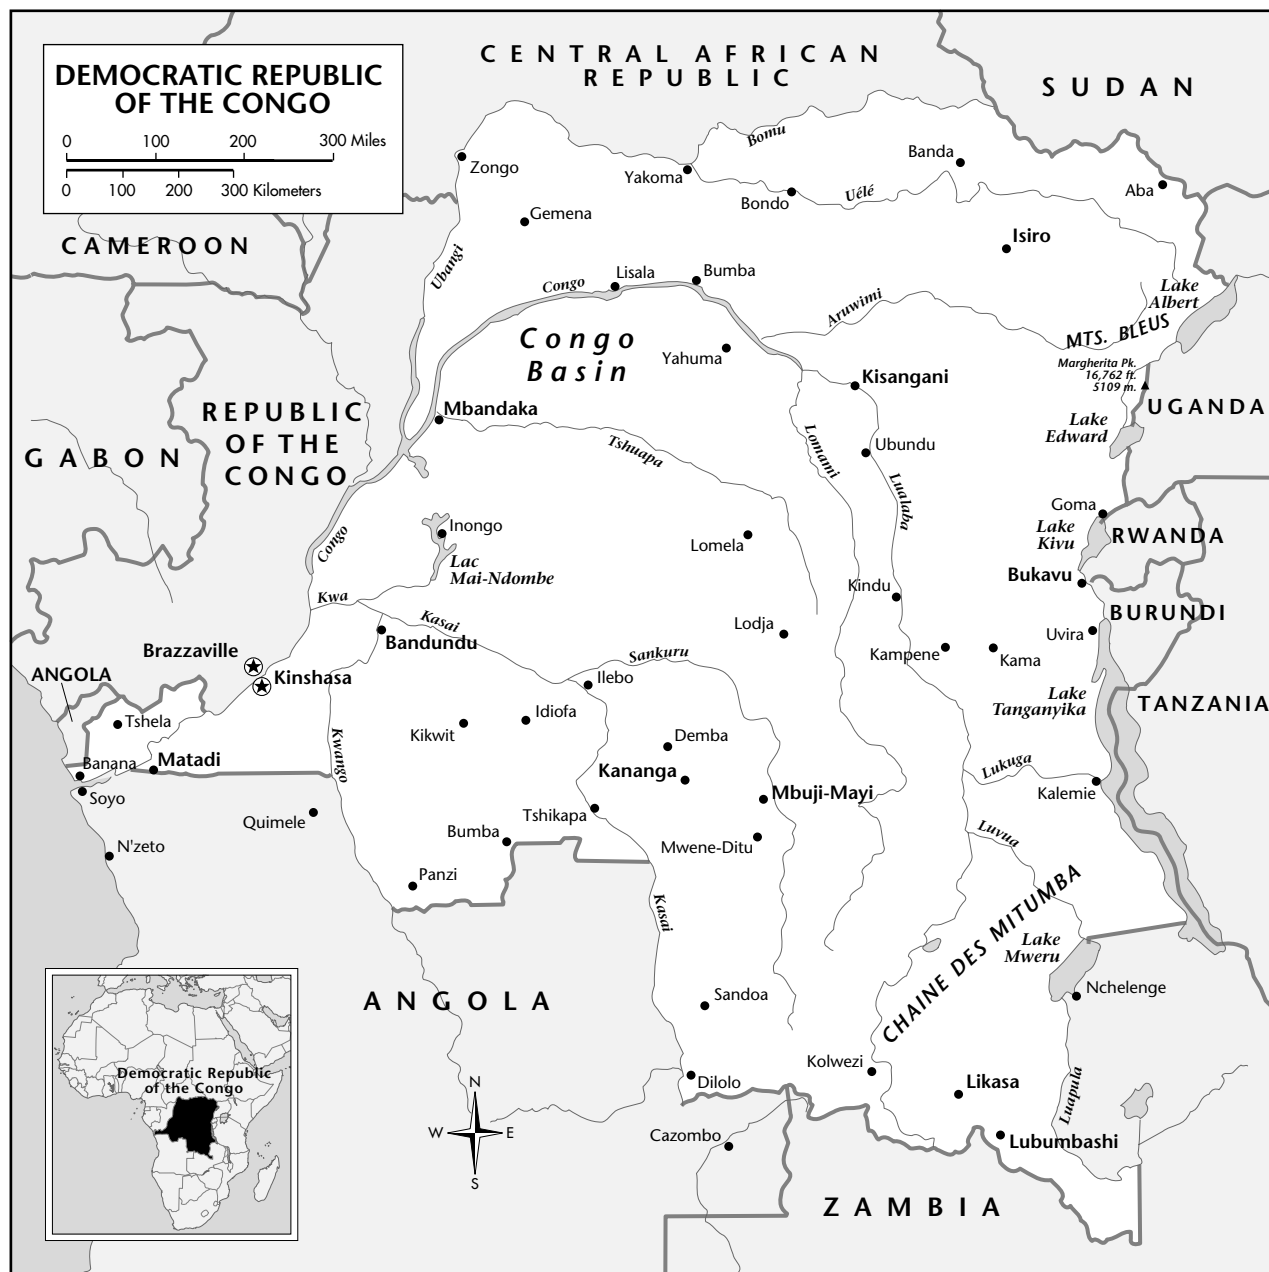 DEMOCRATIC REPUBLIC
OF THE CONGO
0 100 200 300 Miles
0 100 200 300 Kilometers
CENTRAL AFRICAN
REPUBLIC
SUDAN
Bomu
Banda
Zongo
Yakoma
Aba
Bondo
Uélé
Gemena
Isiro
CAMEROON
Ubangi
Lisala
Bumba
Congo
Lake
Albert
Aruwimi
MTS. BLEUS
Congo
Basin
Yahuma
Margherita Pk.
16,762 ft.
5109 m.
Kisangani
UGANDA
REPUBLIC
OF THE
CONGO
Mbandaka
Lake
Edward
GABON
Tshuapa
Lomami
Ubundu
Lualaba
Goma
Congo
Inongo
Lomela
Lake
Kivu
RWANDA
Lac
Mai-Ndombe
Kindu
Bukavu
Kwa
BURUNDI
Kasai
Lodja
Uvira
Bandundu
Brazzaville
Sankuru
Kampene
Kama
ANGOLA
Kinshasa
Ilebo
Lake
Tanganyika
TANZANIA
Tshela
Idiofa
Kikwit
Demba
Kwango
Matadi
Banana
Kananga
Lukuga
Soyo
Mbuji-Mayi
Kalemie
Quimele
Tshikapa
Bumba
Mwene-Ditu
Luvua
N'zeto
Panzi
Kasai
CHAINE DES MITUMBA
Lake
Mweru
Nchelenge
ANGOLA
Sandoa
Kolwezi
Democratic Republic
of the Congo
Dilolo
Likasa
Luapula
N
W E
S
Cazombo
Lubumbashi
ZAMBIA